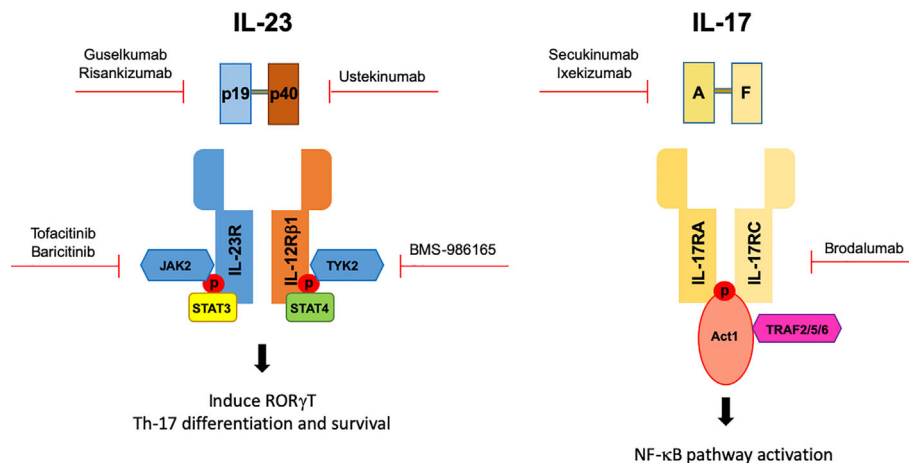 IL-23
IL-17
Guselkumab
Risankizumab
Ustekinumab
Secukinumab
Ixekizumab
p19
p40
A
F
IL-23R
IL-12Rβ1
IL-17RA
IL-17RC
Tofacitinib
Baricitinib
BMS-986165
Brodalumab
JAK2
TYK2
p
p
p
STAT3
STAT4
Act1
TRAF2/5/6
Induce RORγT
Th-17 differentiation and survival
NF-κB pathway activation